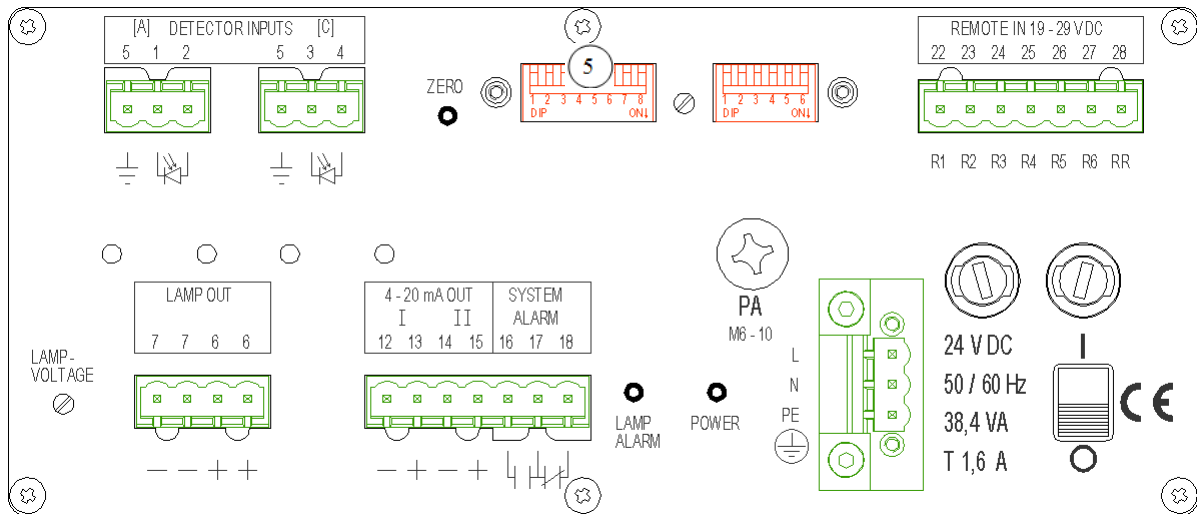 [A] DETECTOR INPUTS [C]
5 1 2 5 3 4
ZERO
5
1 2 3 4 5 6 7 8
DIP ON↓
1 2 3 4 5 6
DIP ON↓
REMOTE IN 19 - 29 VDC
22 23 24 25 26 27 28
R1 R2 R3 R4 R5 R6 RR
LAMP OUT
7 7 6 6
− − + +
LAMP-
VOLTAGE
4 - 20 mA OUT
I II
12 13 14 15
SYSTEM
ALARM
16 17 18
− + − +
LAMP
ALARM
POWER
PA
M6 - 10
L
N
PE
24 V DC
50 / 60 Hz
38,4 VA
T 1,6 A
I
O
CE